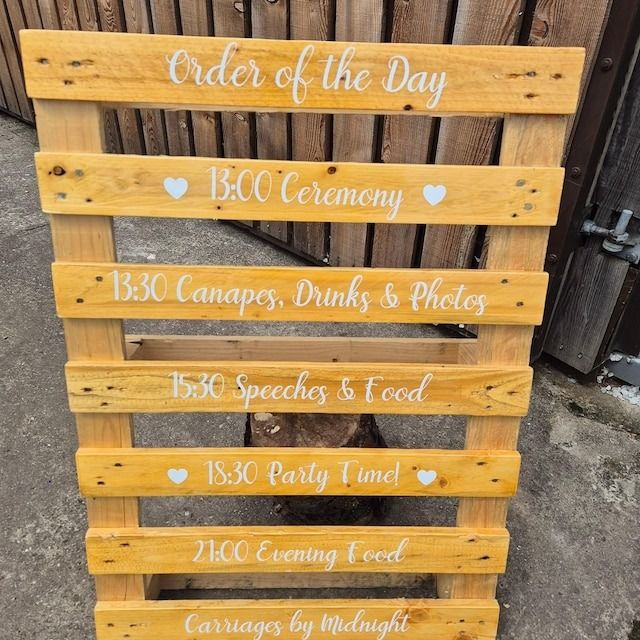 Order of the Day
13:00 Ceremony
13:30 Canapes, Drinks & Photos
15:30 Speeches & Food
18:30 Party Time!
21:00 Evening Food
Carriages by Midnight